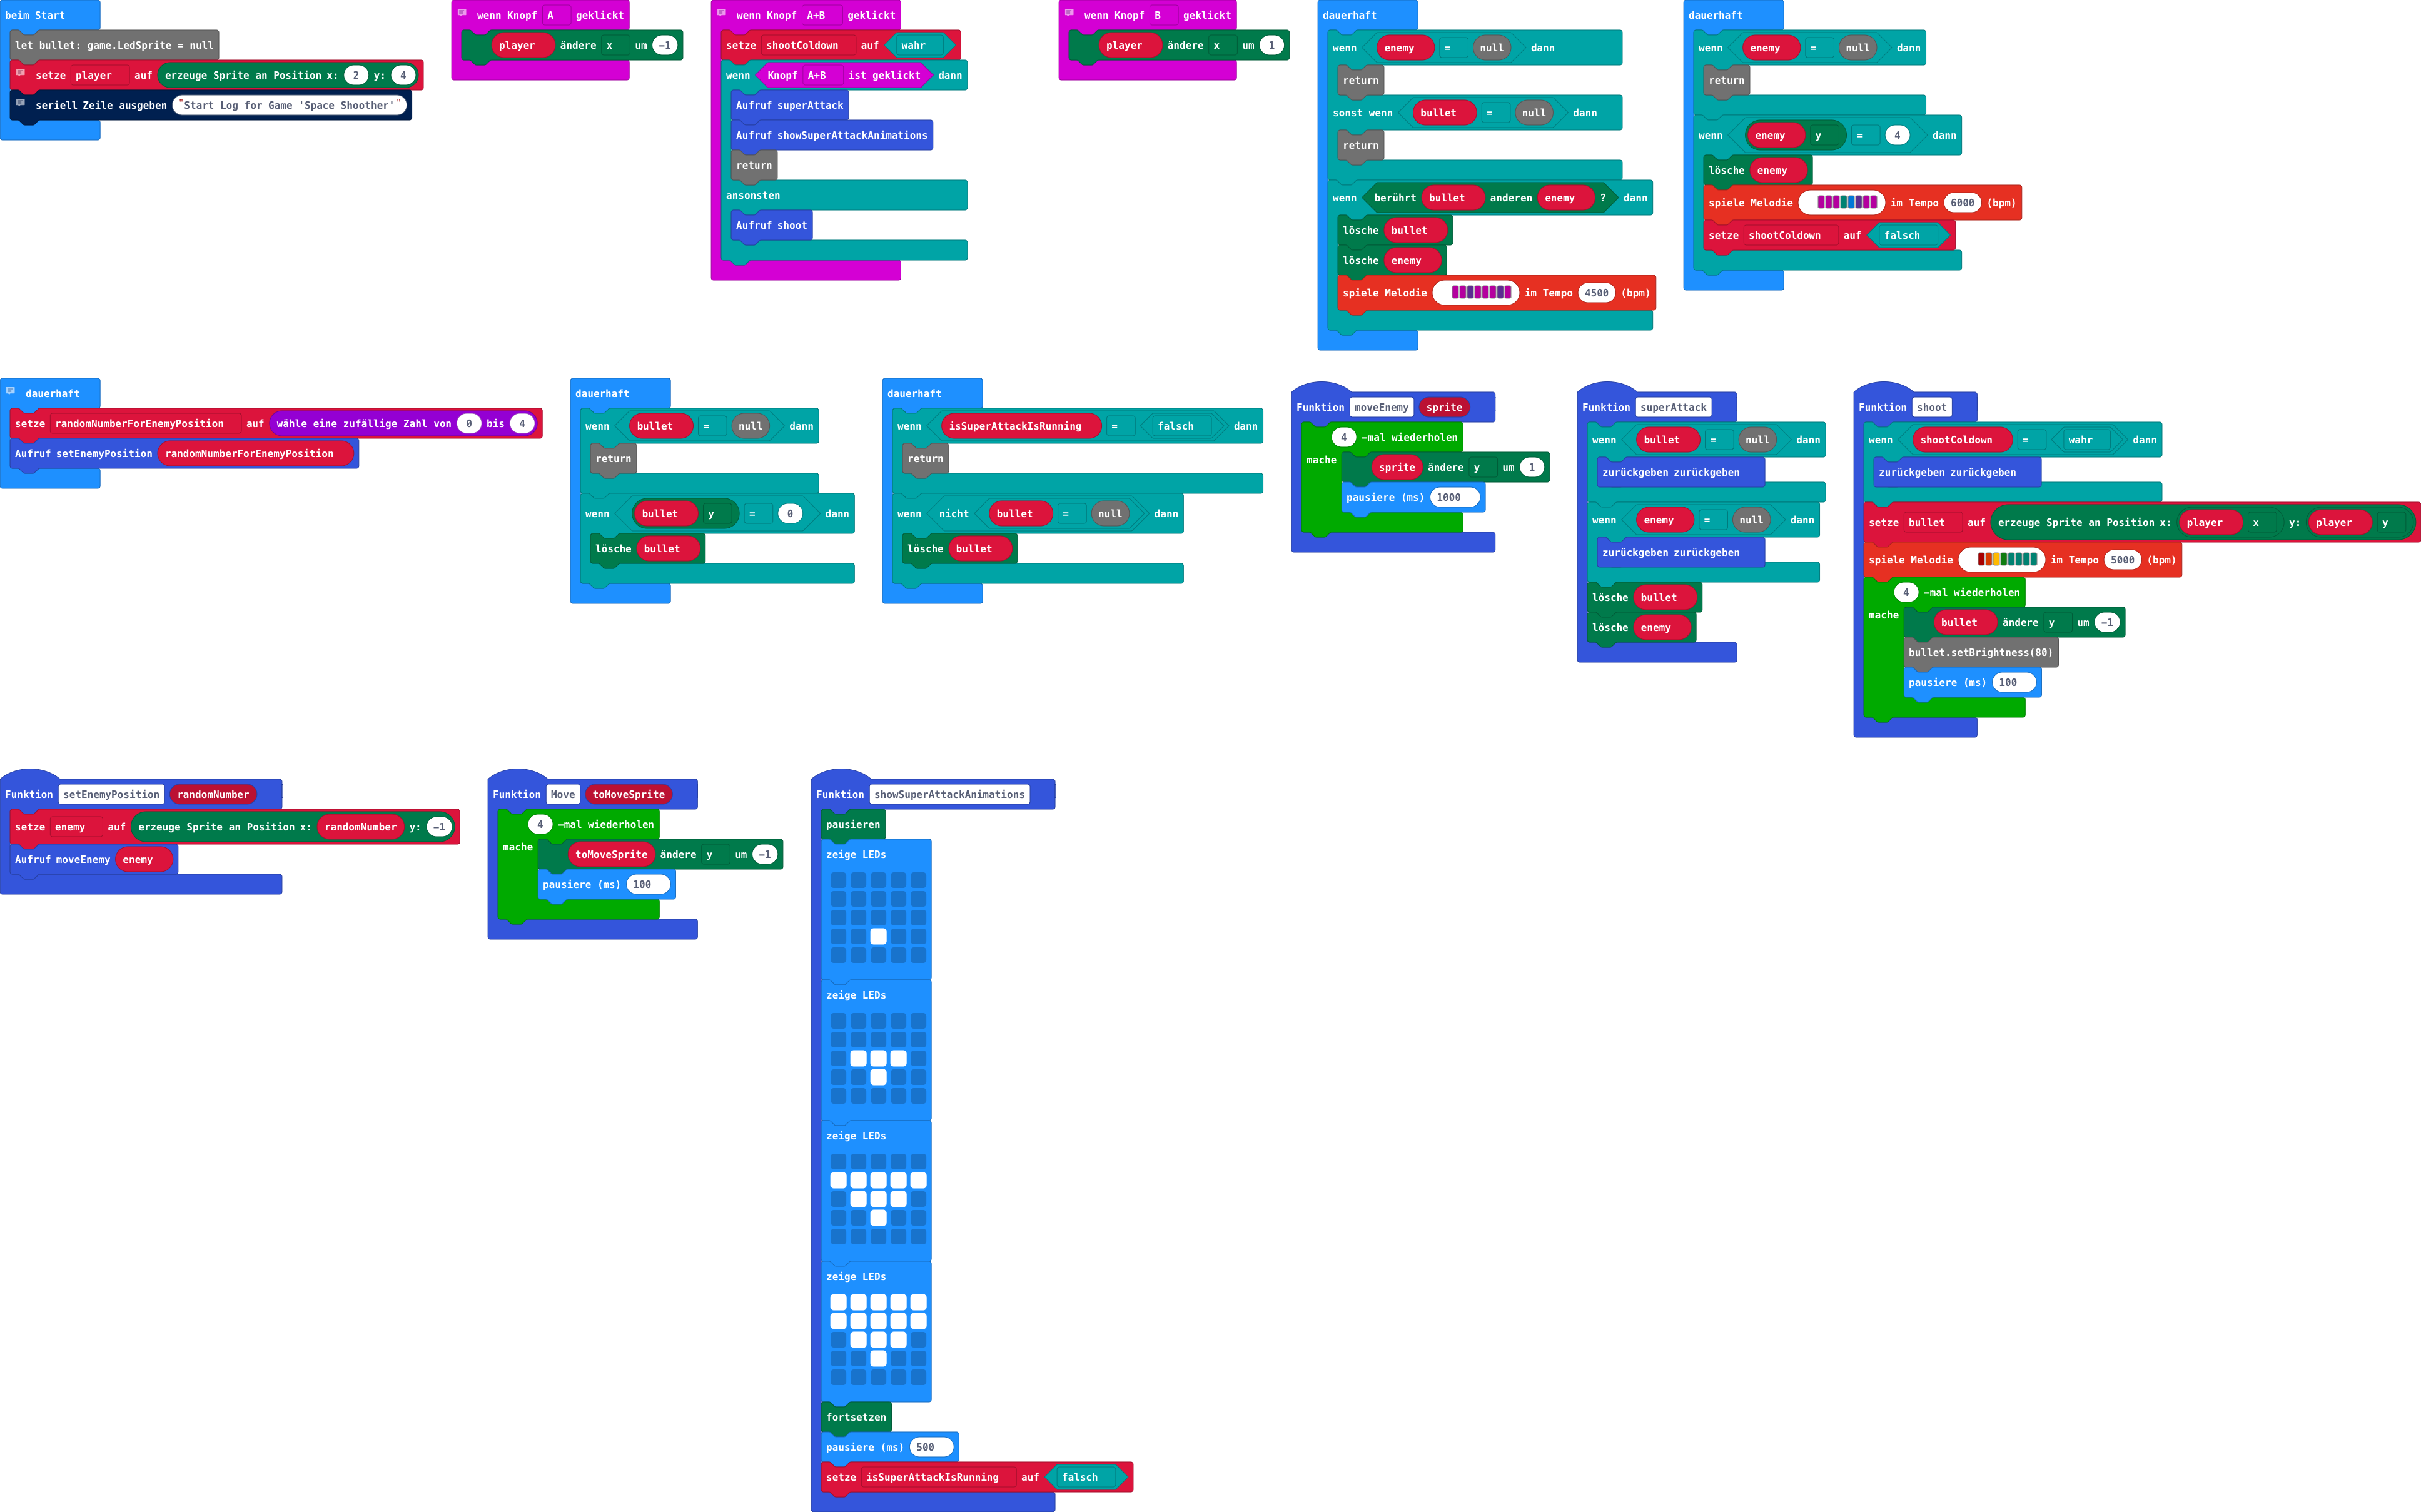 beim Start
let bullet: game.LedSprite = null
setze player auf erzeuge Sprite an Position x: 2 y: 4
seriell Zeile ausgeben "Start Log for Game 'Space Shoother'"
wenn Knopf A geklickt
player ändere x um -1
wenn Knopf A+B geklickt
setze shootColdown auf wahr
wenn Knopf A+B ist geklickt dann
Aufruf superAttack
Aufruf showSuperAttackAnimations
return
ansonsten
Aufruf shoot
wenn Knopf B geklickt
player ändere x um 1
dauerhaft
wenn enemy = null dann
return
sonst wenn bullet = null dann
return
wenn berührt bullet anderen enemy ? dann
lösche bullet
lösche enemy
spiele Melodie im Tempo 4500 (bpm)
dauerhaft
wenn enemy = null dann
return
wenn enemy y = 4 dann
lösche enemy
spiele Melodie im Tempo 6000 (bpm)
setze shootColdown auf falsch
dauerhaft
setze randomNumberForEnemyPosition auf wähle eine zufällige Zahl von 0 bis 4
Aufruf setEnemyPosition randomNumberForEnemyPosition
dauerhaft
wenn bullet = null dann
return
wenn bullet y = 0 dann
lösche bullet
dauerhaft
wenn isSuperAttackIsRunning = falsch dann
return
wenn nicht bullet = null dann
lösche bullet
Funktion moveEnemy sprite
4 -mal wiederholen
mache sprite ändere y um 1
pausiere (ms) 1000
Funktion superAttack
wenn bullet = null dann
zurückgeben zurückgeben
wenn enemy = null dann
zurückgeben zurückgeben
lösche bullet
lösche enemy
Funktion shoot
wenn shootColdown = wahr dann
zurückgeben zurückgeben
setze bullet auf erzeuge Sprite an Position x: player x y: player y
spiele Melodie im Tempo 5000 (bpm)
4 -mal wiederholen
mache bullet ändere y um -1
bullet.setBrightness(80)
pausiere (ms) 100
Funktion setEnemyPosition randomNumber
setze enemy auf erzeuge Sprite an Position x: randomNumber y: -1
Aufruf moveEnemy enemy
Funktion Move toMoveSprite
4 -mal wiederholen
mache toMoveSprite ändere y um -1
pausiere (ms) 100
Funktion showSuperAttackAnimations
pausieren
zeige LEDs
zeige LEDs
zeige LEDs
zeige LEDs
fortsetzen
pausiere (ms) 500
setze isSuperAttackIsRunning auf falsch